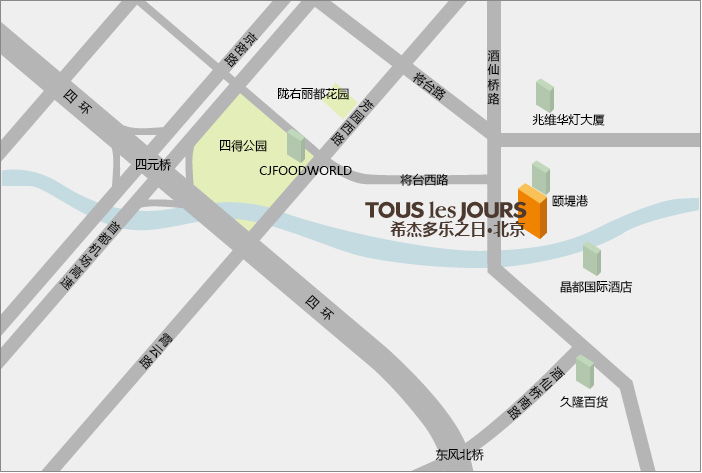 京密路
酒仙桥路
四 环
陇右丽都花园
将台路
芳园西路
兆维华灯大厦
四得公园
四元桥
CJFOODWORLD
将台西路
颐堤港
TOUS les JOURS
希杰多乐之日•北京
首都机场高速
晶都国际酒店
四 环
霄云路
酒仙桥南路
久隆百货
东风北桥